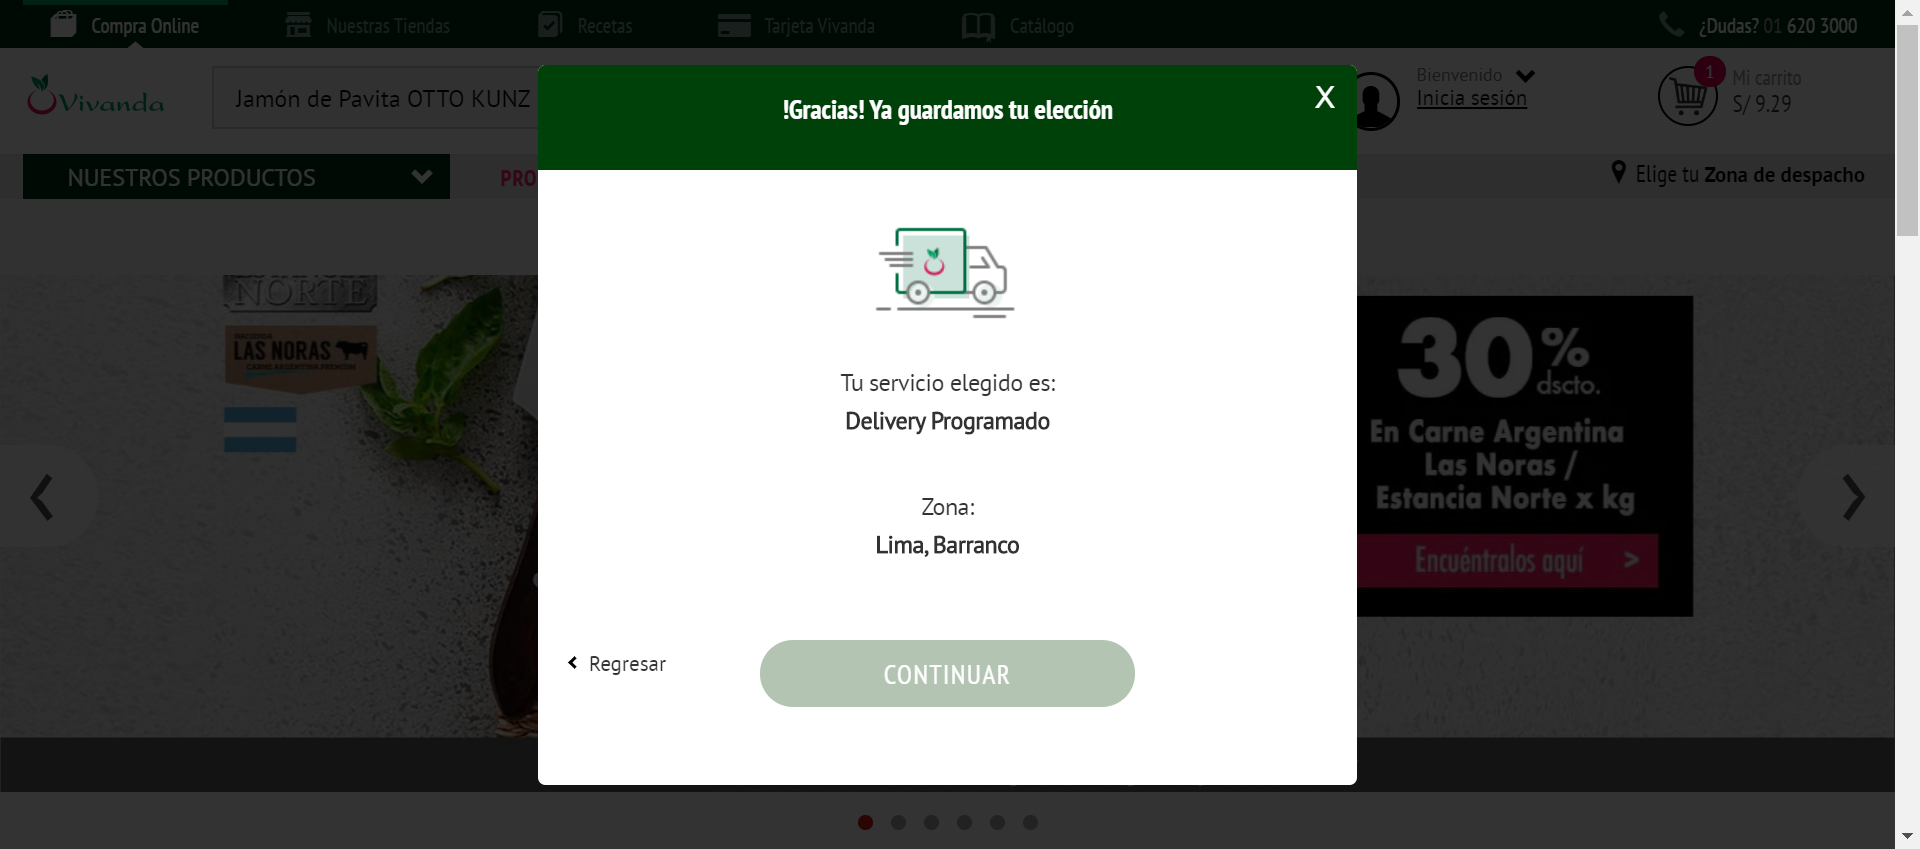 Compra Online
Nuestras Tiendas
Recetas
Tarjeta Vivanda
Catálogo
¿Dudas? 01 620 3000
Vivanda
Jamón de Pavita OTTO KUNZ
!Gracias! Ya guardamos tu elección
X
Bienvenido
Inicia sesión
1
Mi carrito
S/ 9.29
NUESTROS PRODUCTOS
PRO
Elige tu Zona de despacho
NORTE
LAS NORAS
CARNE ARGENTINA PREMIUM
30% dscto.
En Carne Argentina
Las Noras /
Estancia Norte x kg
Encuéntralos aquí >
Tu servicio elegido es:
Delivery Programado
Zona:
Lima, Barranco
Regresar
CONTINUAR